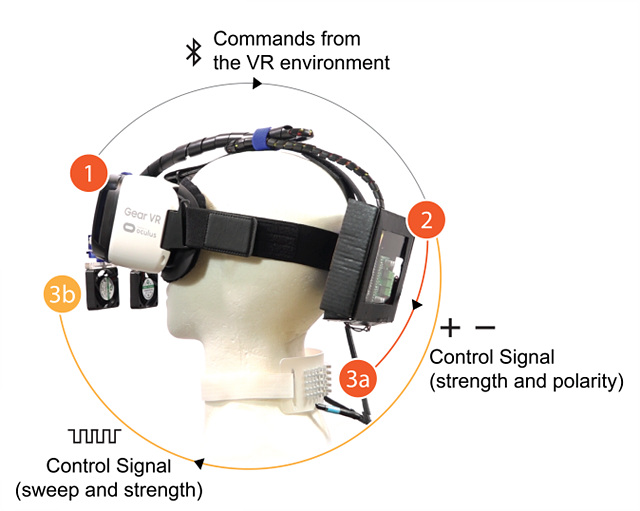 Commands from
the VR environment
1
Gear VR
oculus
2
3b
+ −
Control Signal
(strength and polarity)
3a
Control Signal
(sweep and strength)